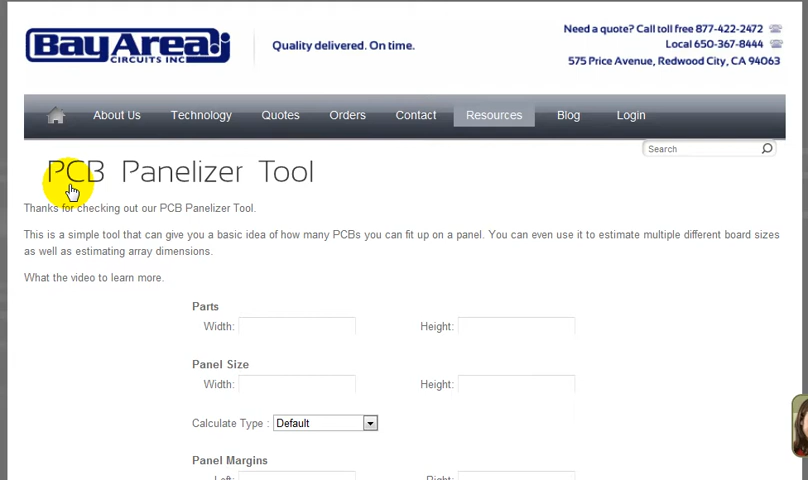 BayArea
CIRCUITS INC
Quality delivered. On time.
Need a quote? Call toll free 877-422-2472
Local 650-367-8444
575 Price Avenue, Redwood City, CA 94063
About Us Technology Quotes Orders Contact Resources Blog Login
Search
PCB Panelizer Tool
Thanks for checking out our PCB Panelizer Tool.
This is a simple tool that can give you a basic idea of how many PCBs you can fit up on a panel. You can even use it to estimate multiple different board sizes
as well as estimating array dimensions.
What the video to learn more.
Parts
Width: Height:
Panel Size
Width: Height:
Calculate Type : Default
Panel Margins
Left: Right: